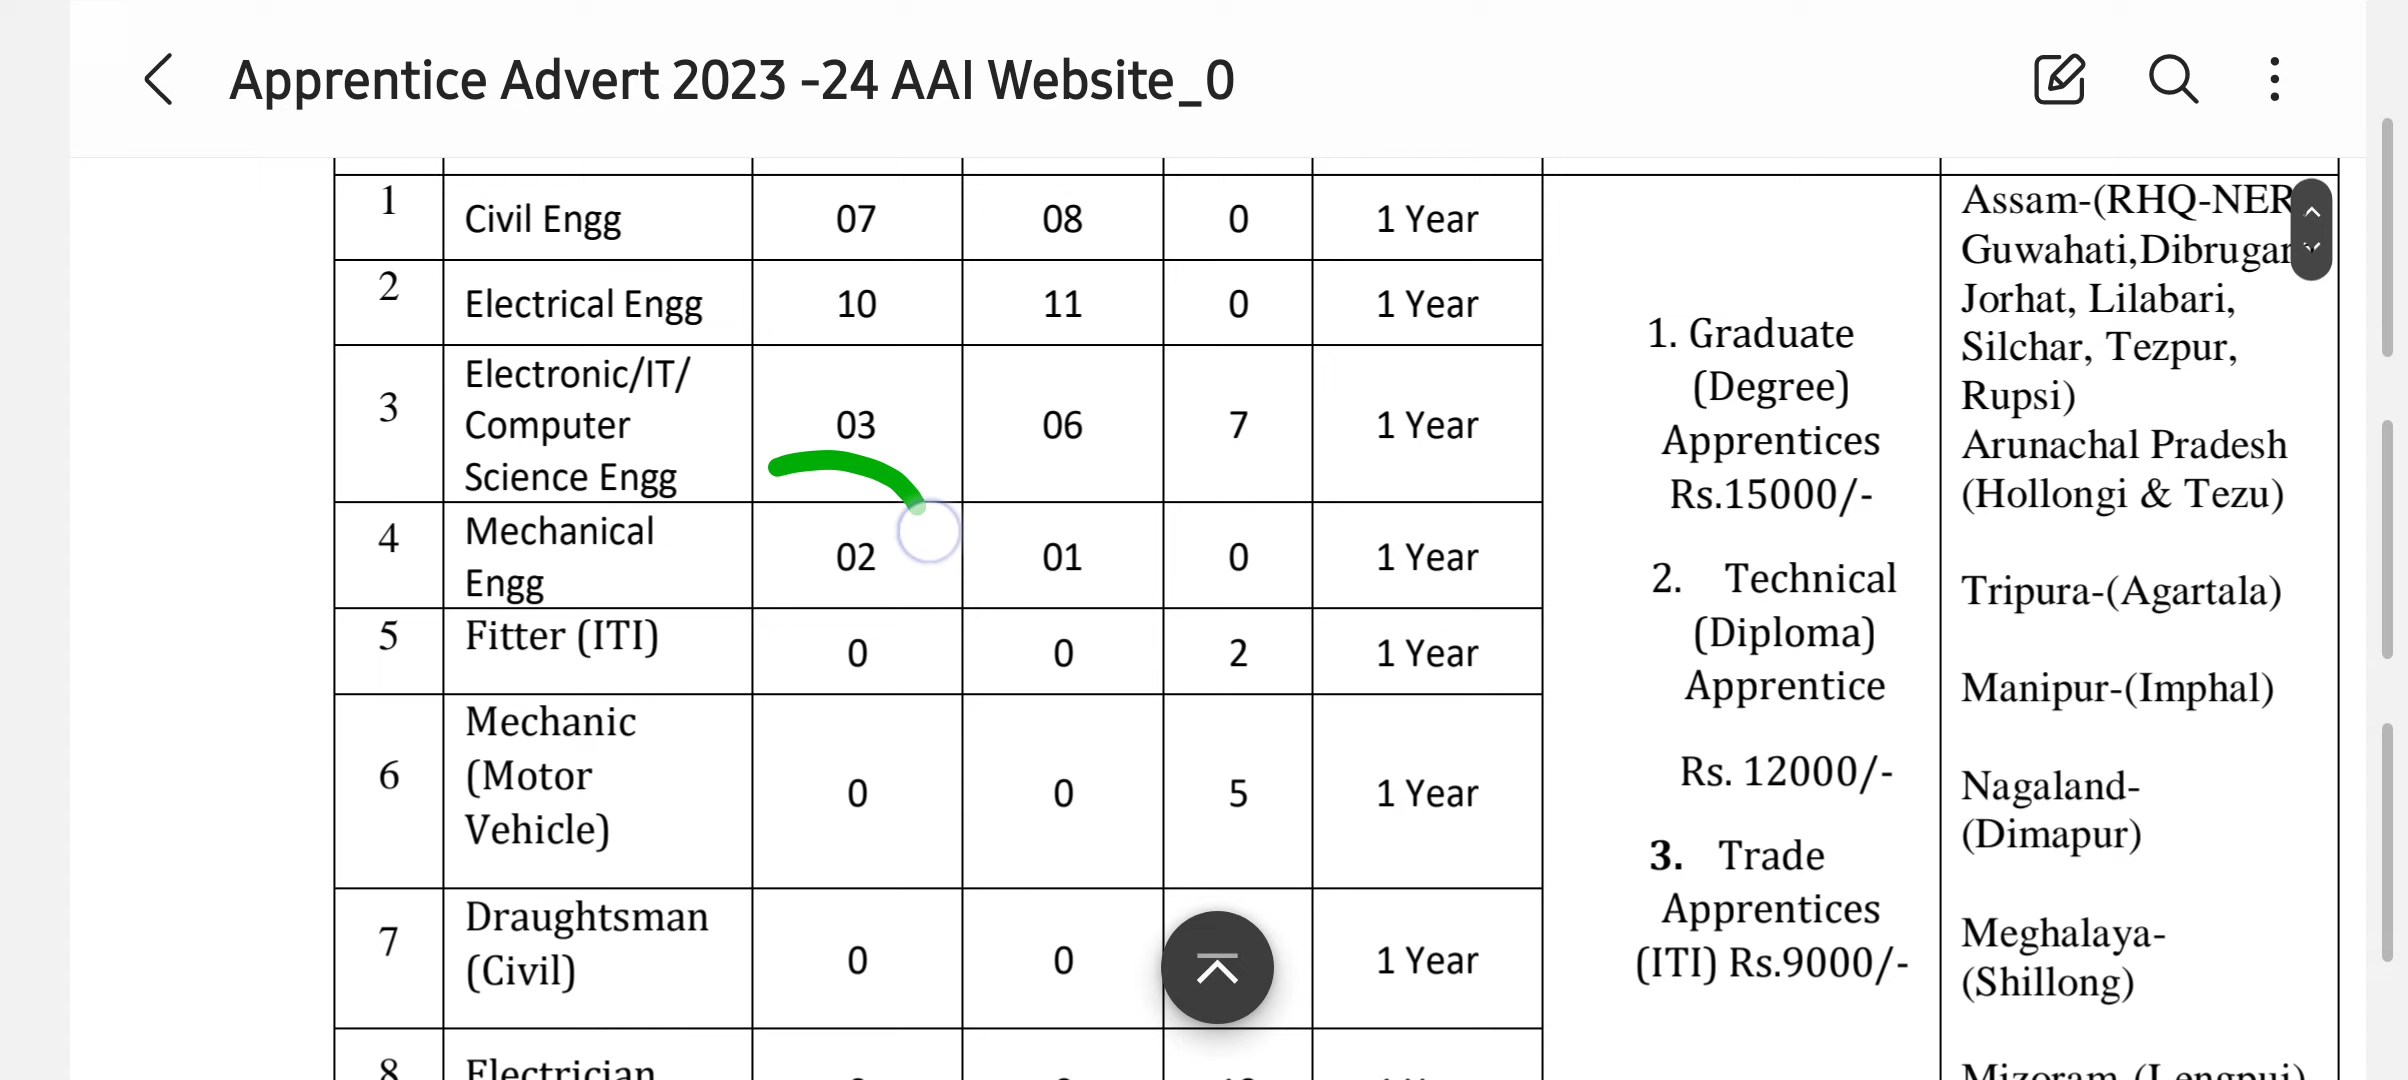 Apprentice Advert 2023 -24 AAI Website_0
1 Civil Engg 07 08 0 1 Year
2 Electrical Engg 10 11 0 1 Year
3 Electronic/IT/
Computer
Science Engg 03 06 7 1 Year
4 Mechanical
Engg 02 01 0 1 Year
5 Fitter (ITI) 0 0 2 1 Year
6 Mechanic
(Motor
Vehicle) 0 0 5 1 Year
7 Draughtsman
(Civil) 0 0 1 Year
8 Electrician
1. Graduate
(Degree)
Apprentices
Rs.15000/-
2. Technical
(Diploma)
Apprentice
Rs. 12000/-
3. Trade
Apprentices
(ITI) Rs.9000/-
Assam-(RHQ-NER
Guwahati,
Jorhat, Lilabari,
Silchar, Tezpur,
Rupsi)
Arunachal Pradesh
(Hollongi & Tezu)
Tripura-(Agartala)
Manipur-(Imphal)
Nagaland-
(Dimapur)
Meghalaya-
(Shillong)
Mizoram-(Lengpui)